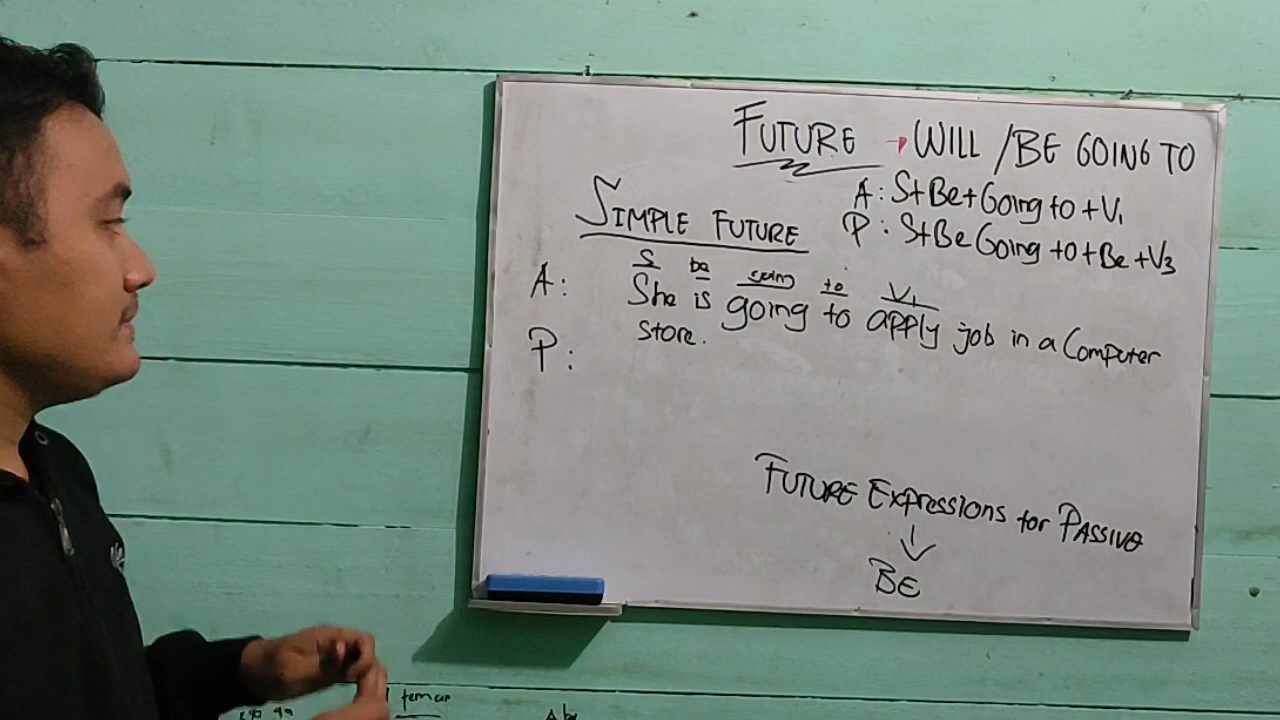 FUTURE → WILL / BE GOING TO
A: S+Be+Going to+V1
P: S+Be Going to+Be+V3
SIMPLE FUTURE
S be going to V1
A: She is going to apply job in a Computer
store.
P:
FUTURE Expressions for PASSIVE
↓
BE